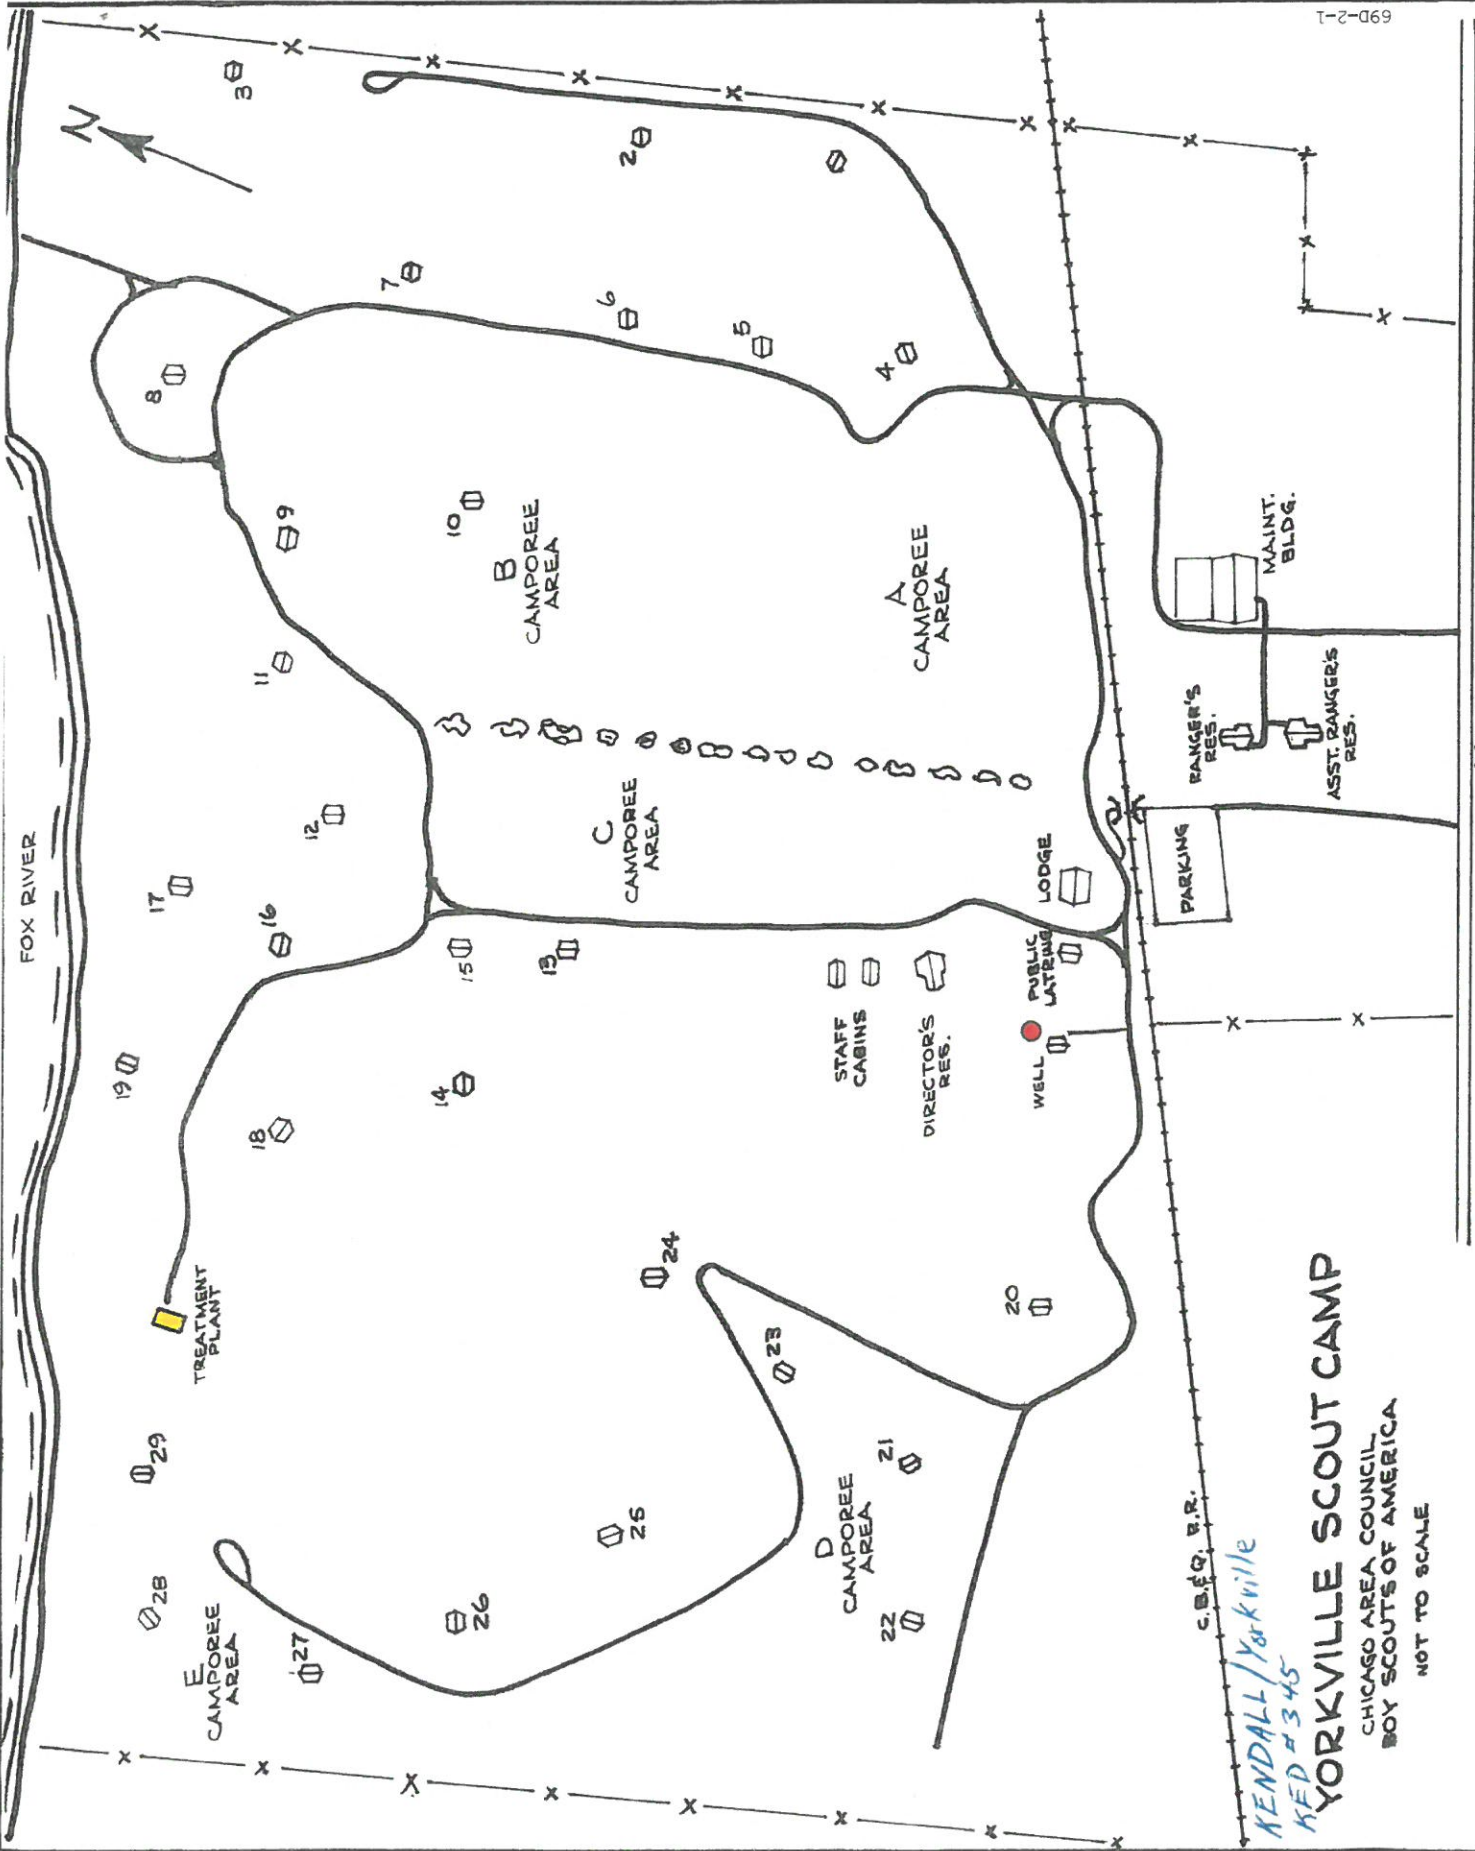 69D-2-1
N
FOX RIVER
3
2
7
6
5
4
8
9
10
B
CAMPOREE
AREA
A
CAMPOREE
AREA
11
12
C
CAMPOREE
AREA
17
16
15
13
19
18
14
STAFF
CABINS
DIRECTOR'S
RES.
LODGE
PUBLIC
LATRINE
WELL
PARKING
RANGER'S
RES.
ASST. RANGER'S
RES.
MAINT.
BLDG.
TREATMENT
PLANT
24
23
20
29
28
25
26
27
21
22
D
CAMPOREE
AREA
E
CAMPOREE
AREA
C.B.&Q. R.R.
KENDALL/Yorkville
KED #345
YORKVILLE SCOUT CAMP
CHICAGO AREA COUNCIL
BOY SCOUTS OF AMERICA
NOT TO SCALE